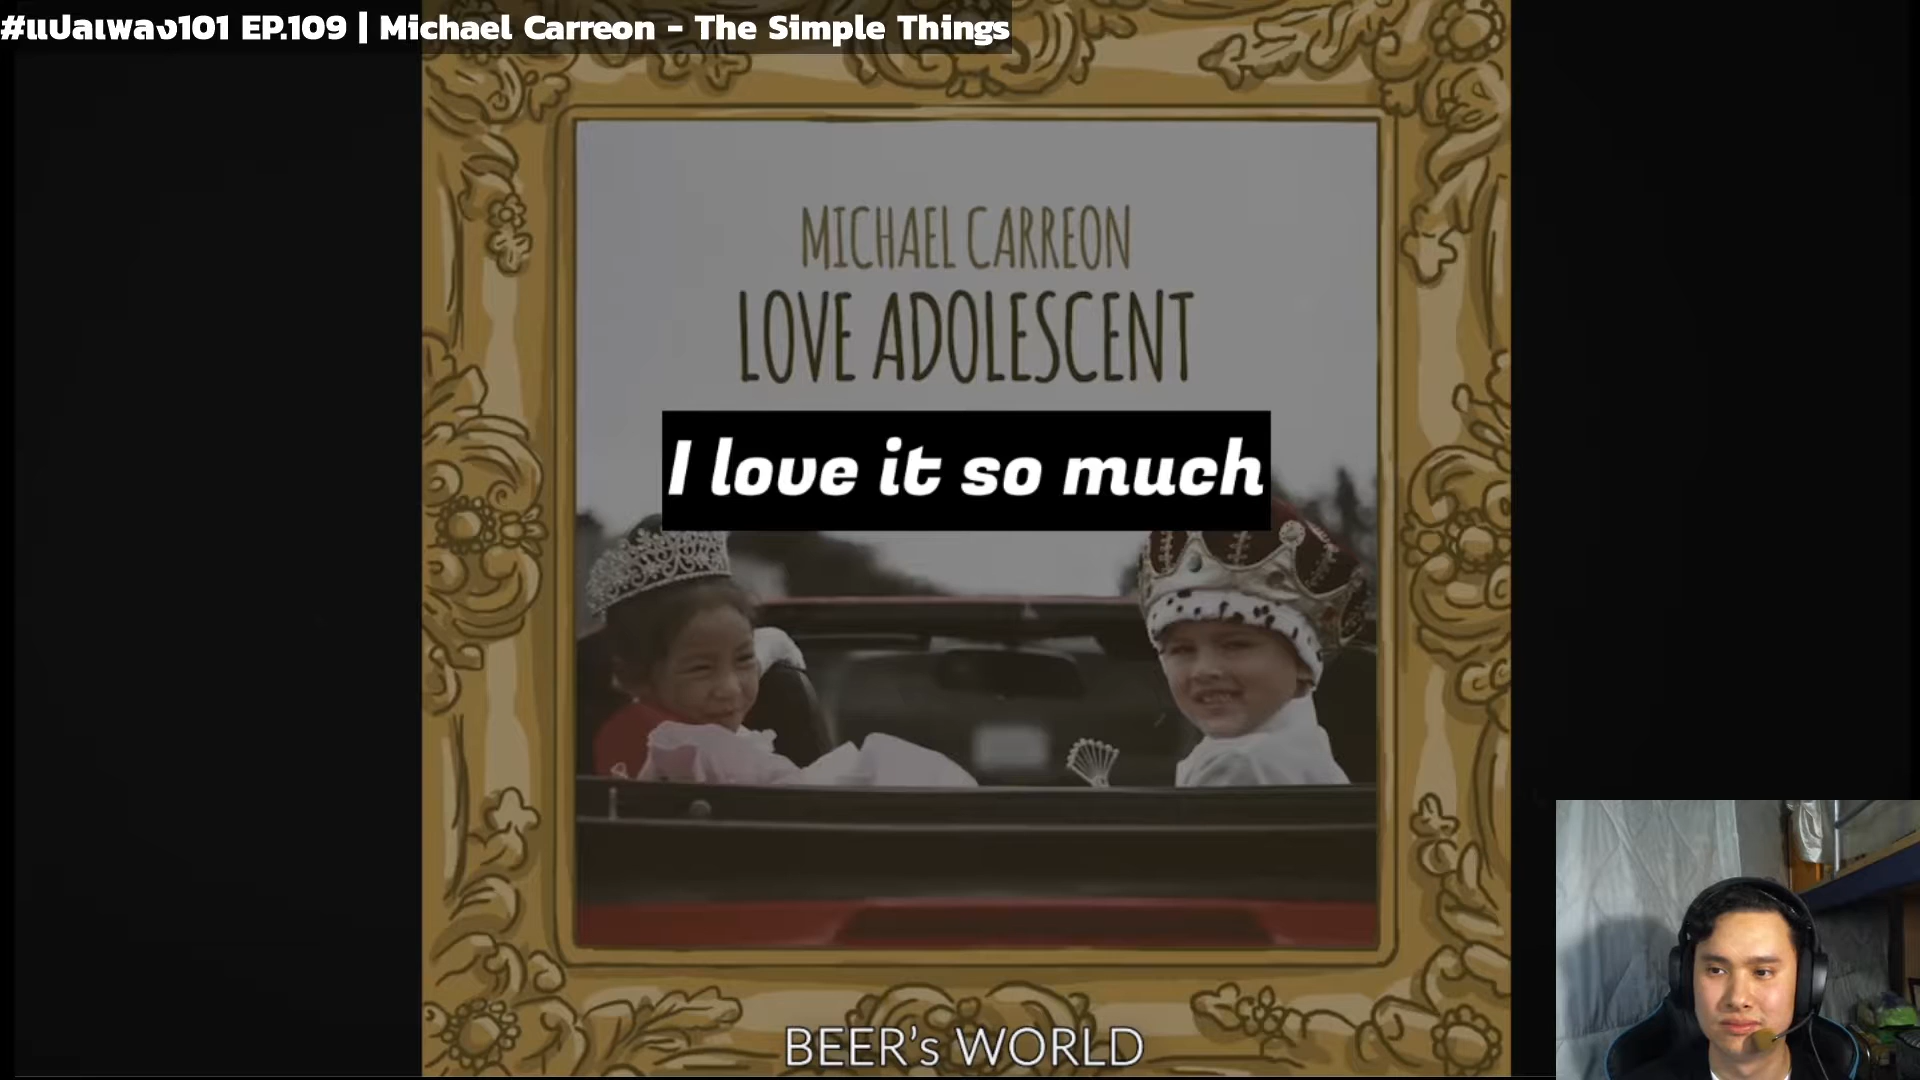 #แปลเพลง101 EP.109 | Michael Carreon - The Simple Things
MICHAEL CARREON
LOVE ADOLESCENT
I love it so much
BEER's WORLD